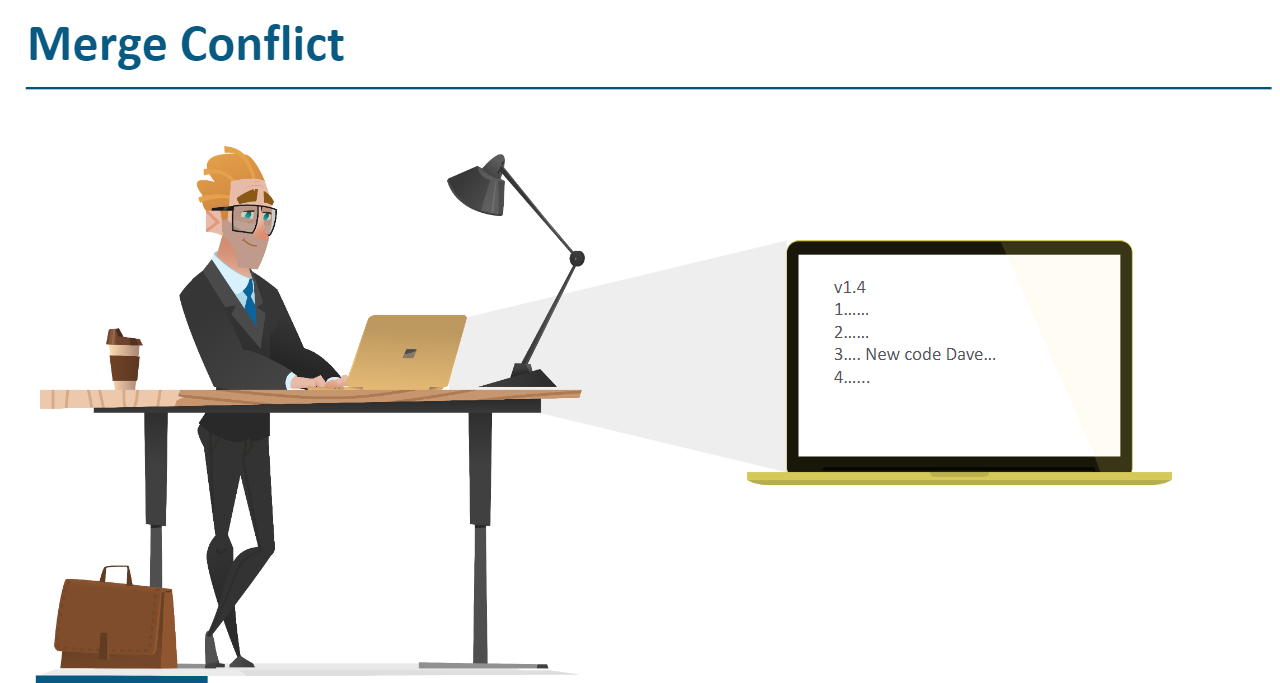 Merge Conflict
v1.4
1......
2......
3.... New code Dave...
4......